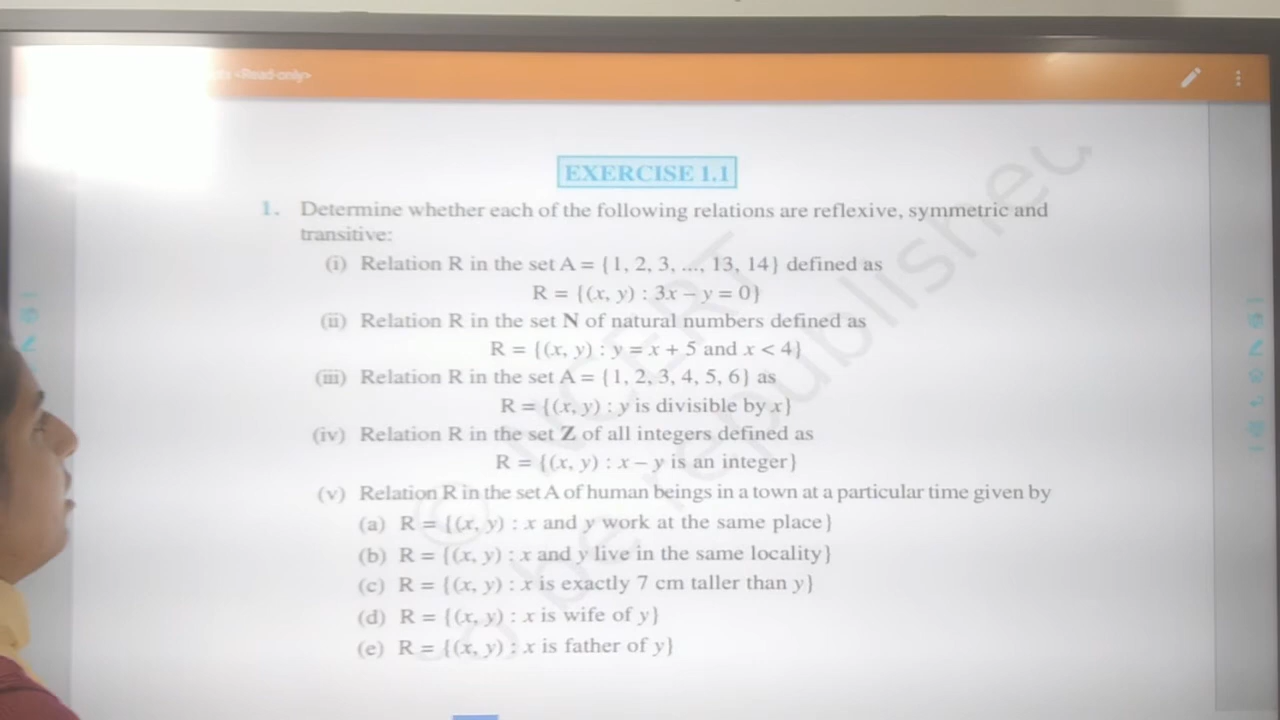 <Read-only>
EXERCISE 1.1
1. Determine whether each of the following relations are reflexive, symmetric and
transitive:
(i) Relation R in the set A = {1, 2, 3, ..., 13, 14} defined as
R = {(x, y) : 3x – y = 0}
(ii) Relation R in the set N of natural numbers defined as
R = {(x, y) : y = x + 5 and x < 4}
(iii) Relation R in the set A = {1, 2, 3, 4, 5, 6} as
R = {(x, y) : y is divisible by x}
(iv) Relation R in the set Z of all integers defined as
R = {(x, y) : x – y is an integer}
(v) Relation R in the set A of human beings in a town at a particular time given by
(a) R = {(x, y) : x and y work at the same place}
(b) R = {(x, y) : x and y live in the same locality}
(c) R = {(x, y) : x is exactly 7 cm taller than y}
(d) R = {(x, y) : x is wife of y}
(e) R = {(x, y) : x is father of y}
© NCERT
be republished